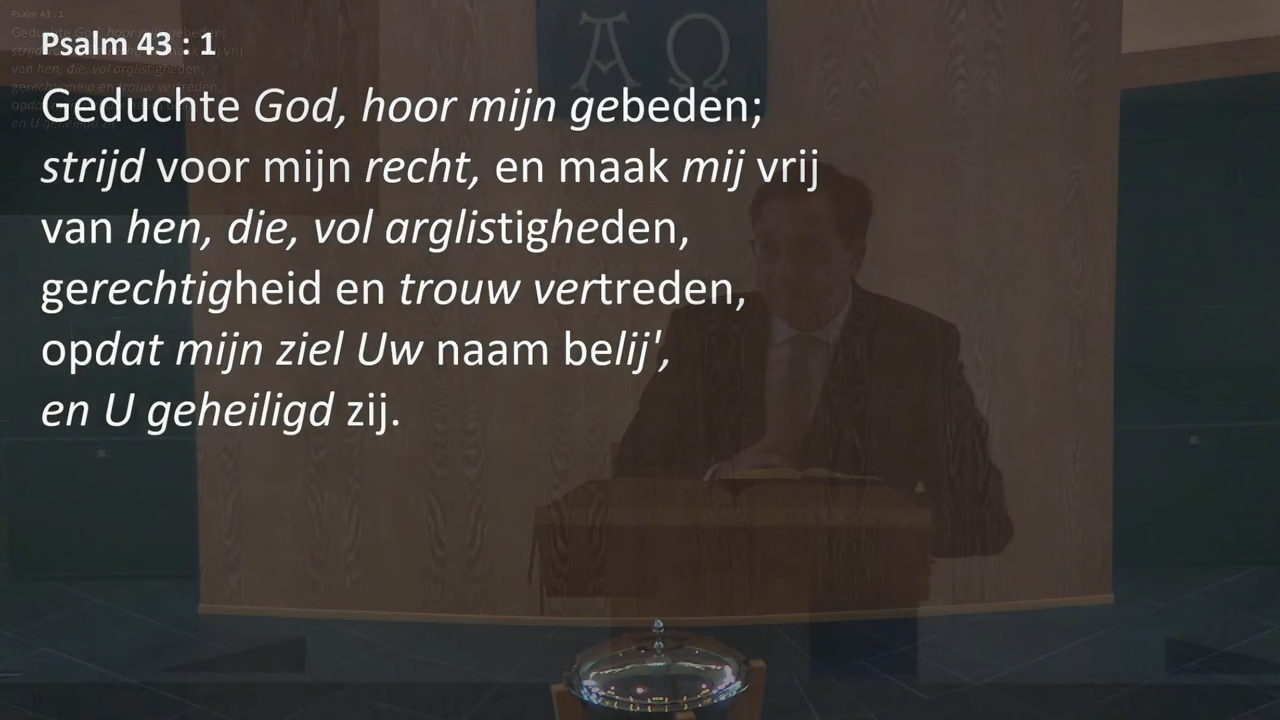 Psalm 43 : 1
Geduchte God, hoor mijn gebeden;
strijd voor mijn recht, en maak mij vrij
van hen, die, vol arglistigheden,
gerechtigheid en trouw vertreden,
opdat mijn ziel Uw naam belij',
en U geheiligd zij.
Α Ω